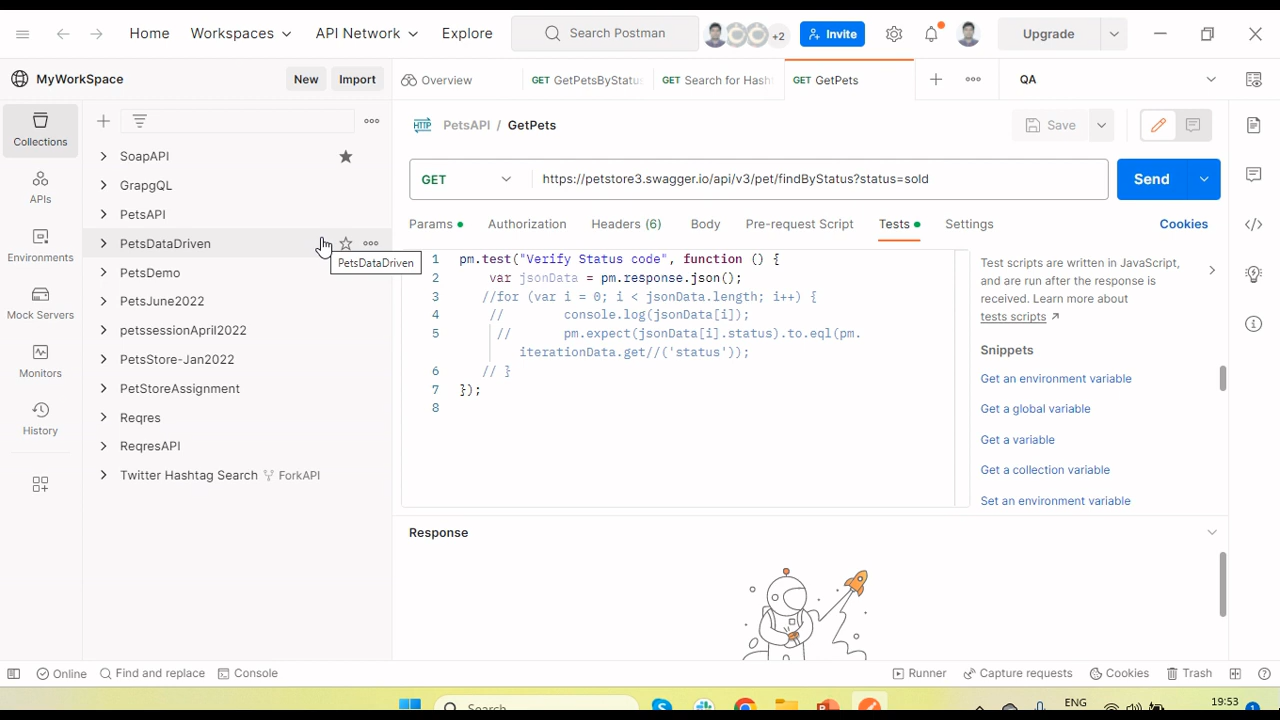 Home
Workspaces
API Network
Explore
Search Postman
+2
Invite
Upgrade
MyWorkSpace
New
Import
Overview
GET GetPetsByStatu
GET Search for Hash
GET GetPets
QA
Collections
APIs
Environments
Mock Servers
Monitors
History
SoapAPI
GrapgQL
PetsAPI
PetsDataDriven
PetsDataDriven
PetsDemo
PetsJune2022
petssessionApril2022
PetsStore-Jan2022
PetStoreAssignment
Reqres
ReqresAPI
Twitter Hashtag Search ForkAPI
HTTP PetsAPI / GetPets
Save
GET
https://petstore3.swagger.io/api/v3/pet/findByStatus?status=sold
Send
Params
Authorization
Headers (6)
Body
Pre-request Script
Tests
Settings
Cookies
1 pm.test("Verify Status code", function () {
2 var jsonData = pm.response.json();
3 //for (var i = 0; i < jsonData.length; i++) {
4 // console.log(jsonData[i]);
5 // pm.expect(jsonData[i].status).to.eql(pm.
iterationData.get//('status'));
6 // }
7 });
8
Test scripts are written in JavaScript,
and are run after the response is
received. Learn more about
tests scripts ↗
Snippets
Get an environment variable
Get a global variable
Get a variable
Get a collection variable
Set an environment variable
Response
Online
Find and replace
Console
Runner
Capture requests
Cookies
Trash
Search
ENG
19:53